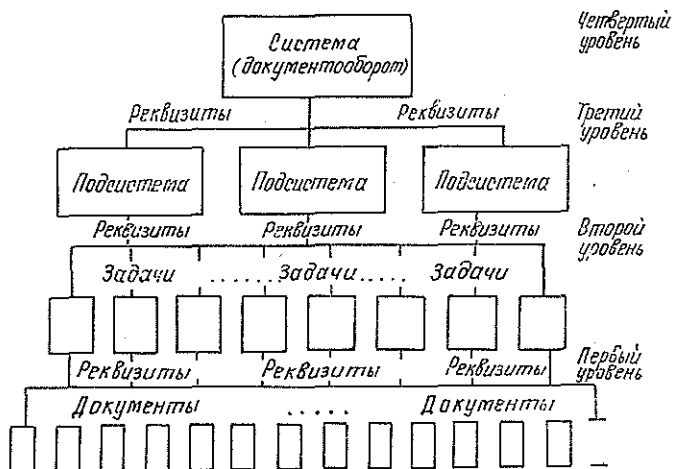 Четвертый
уровень
Система
(документооборот)
Реквизиты Реквизиты
Третий
уровень
Подсистема Подсистема Подсистема
Реквизиты Реквизиты Реквизиты
Второй
уровень
Задачи ...... Задачи ..... Задачи
Реквизиты Реквизиты Реквизиты
Первый
уровень
Документы ..... Документы